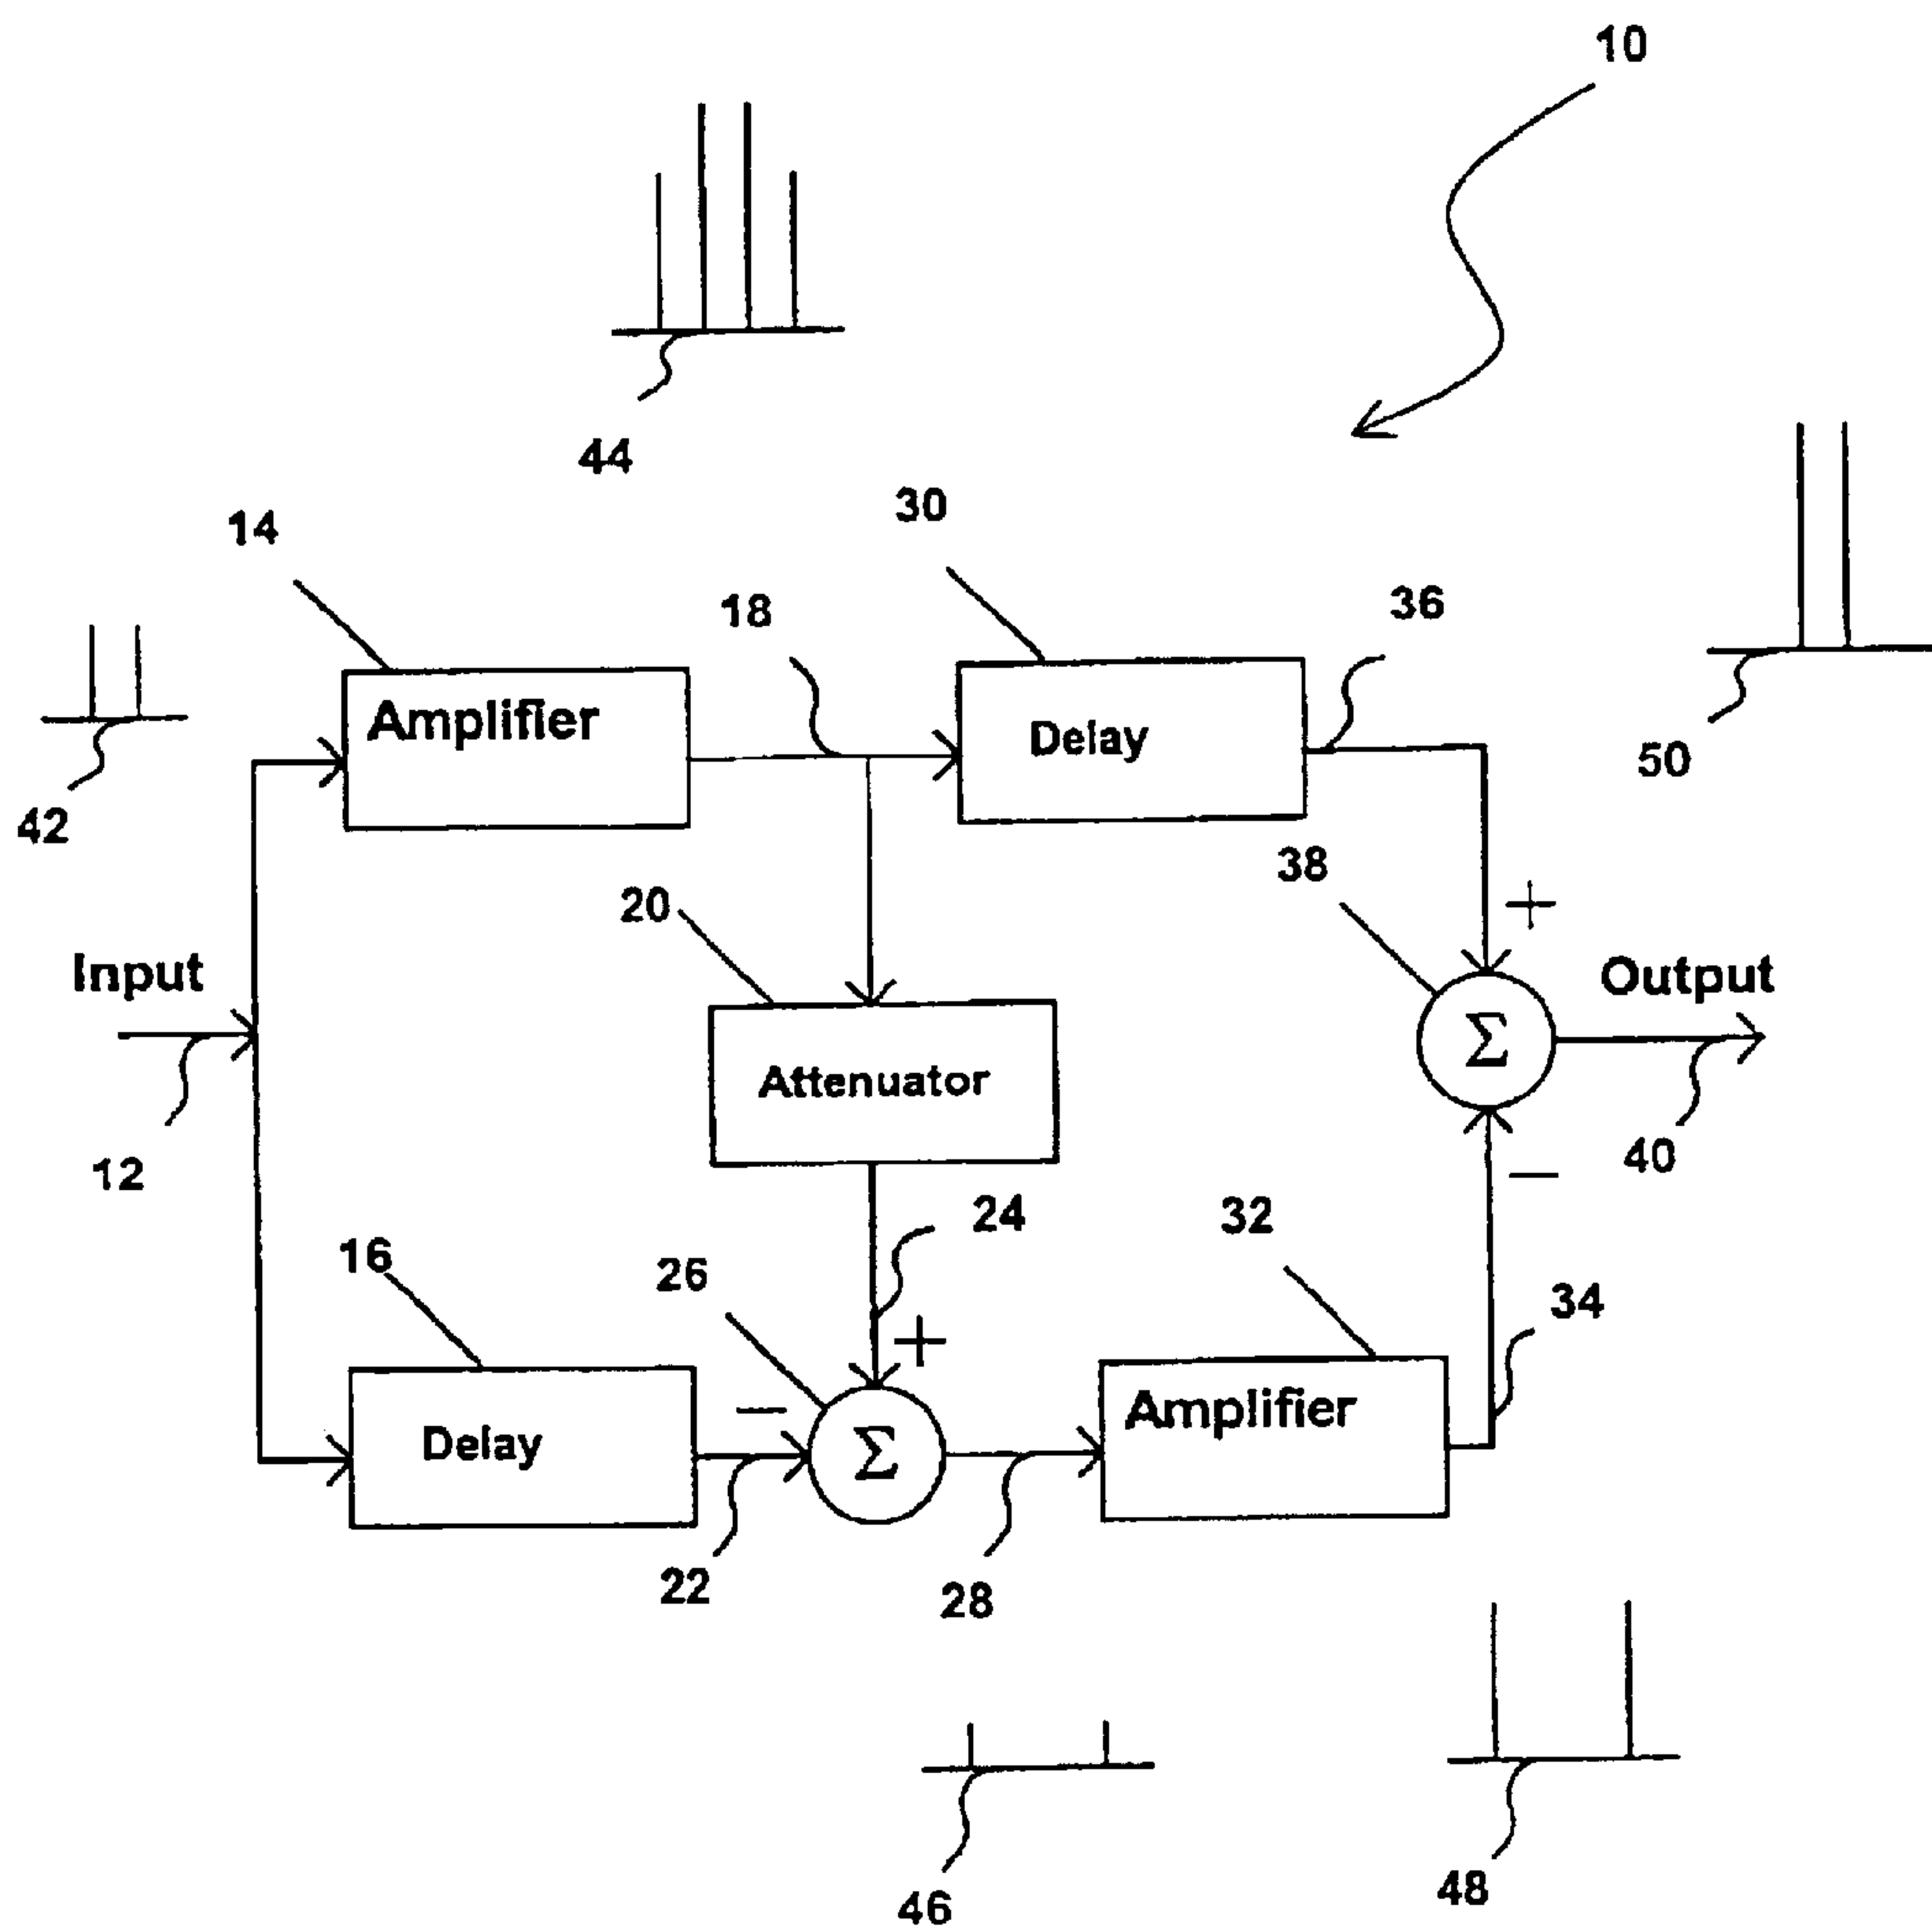 10
44
30
14
18
36
Amplifier
Delay
50
42
38
20
+
Input
Output
Σ
Attenuator
12
40
−
24
32
16
26
34
+
Amplifier
−
Delay
Σ
22
28
46
48